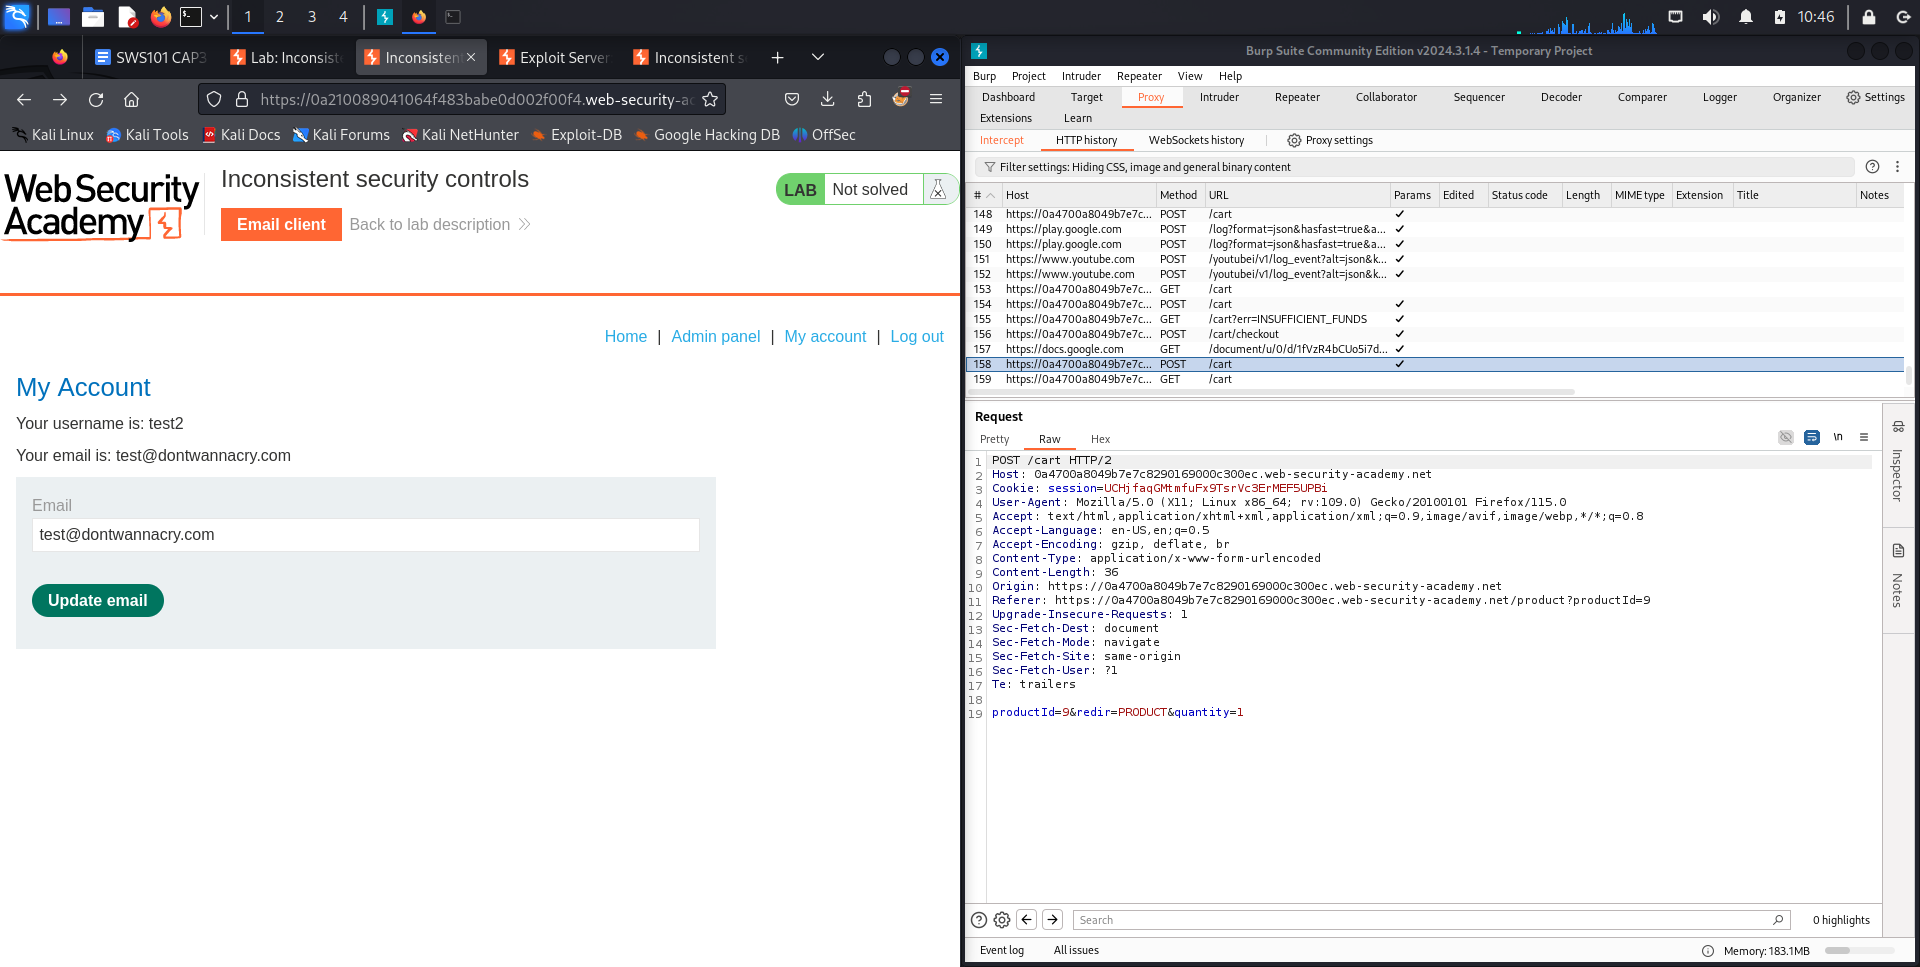 1 2 3 4
10:46
SWS101 CAP3
Lab: Inconsiste
Inconsistent
Exploit Server:
Inconsistent se
https://0a210089041064f483babe0d002f00f4.web-security-ac
Kali Linux Kali Tools Kali Docs Kali Forums Kali NetHunter Exploit-DB Google Hacking DB OffSec
Web Security
Academy
Inconsistent security controls
Email client
Back to lab description
LAB Not solved
Home | Admin panel | My account | Log out
My Account
Your username is: test2
Your email is: test@dontwannacry.com
Email
test@dontwannacry.com
Update email
Burp Suite Community Edition v2024.3.1.4 - Temporary Project
Burp Project Intruder Repeater View Help
Dashboard Target Proxy Intruder Repeater Collaborator Sequencer Decoder Comparer Logger Organizer Settings
Extensions Learn
Intercept HTTP history WebSockets history Proxy settings
Filter settings: Hiding CSS, image and general binary content
# Host Method URL Params Edited Status code Length MIME type Extension Title Notes
148 https://0a4700a8049b7e7c... POST /cart ✓
149 https://play.google.com POST /log?format=json&hasfast=true&a... ✓
150 https://play.google.com POST /log?format=json&hasfast=true&a... ✓
151 https://www.youtube.com POST /youtubei/v1/log_event?alt=json&k... ✓
152 https://www.youtube.com POST /youtubei/v1/log_event?alt=json&k... ✓
153 https://0a4700a8049b7e7c... GET /cart
154 https://0a4700a8049b7e7c... POST /cart ✓
155 https://0a4700a8049b7e7c... GET /cart?err=INSUFFICIENT_FUNDS ✓
156 https://0a4700a8049b7e7c... POST /cart/checkout ✓
157 https://docs.google.com GET /document/u/0/d/1fVzR4bCUo5i7d... ✓
158 https://0a4700a8049b7e7c... POST /cart ✓
159 https://0a4700a8049b7e7c... GET /cart
Request
Pretty Raw Hex
\n
1 POST /cart HTTP/2
2 Host: 0a4700a8049b7e7c8290169000c300ec.web-security-academy.net
3 Cookie: session=UCHjfaqGMtmfuFx9TsrVc3ErMEF5UPBi
4 User-Agent: Mozilla/5.0 (X11; Linux x86_64; rv:109.0) Gecko/20100101 Firefox/115.0
5 Accept: text/html,application/xhtml+xml,application/xml;q=0.9,image/avif,image/webp,*/*;q=0.8
6 Accept-Language: en-US,en;q=0.5
7 Accept-Encoding: gzip, deflate, br
8 Content-Type: application/x-www-form-urlencoded
9 Content-Length: 36
10 Origin: https://0a4700a8049b7e7c8290169000c300ec.web-security-academy.net
11 Referer: https://0a4700a8049b7e7c8290169000c300ec.web-security-academy.net/product?productId=9
12 Upgrade-Insecure-Requests: 1
13 Sec-Fetch-Dest: document
14 Sec-Fetch-Mode: navigate
15 Sec-Fetch-Site: same-origin
16 Sec-Fetch-User: ?1
17 Te: trailers
18
19 productId=9&redir=PRODUCT&quantity=1
Inspector
Notes
Search
0 highlights
Event log All issues
Memory: 183.1MB